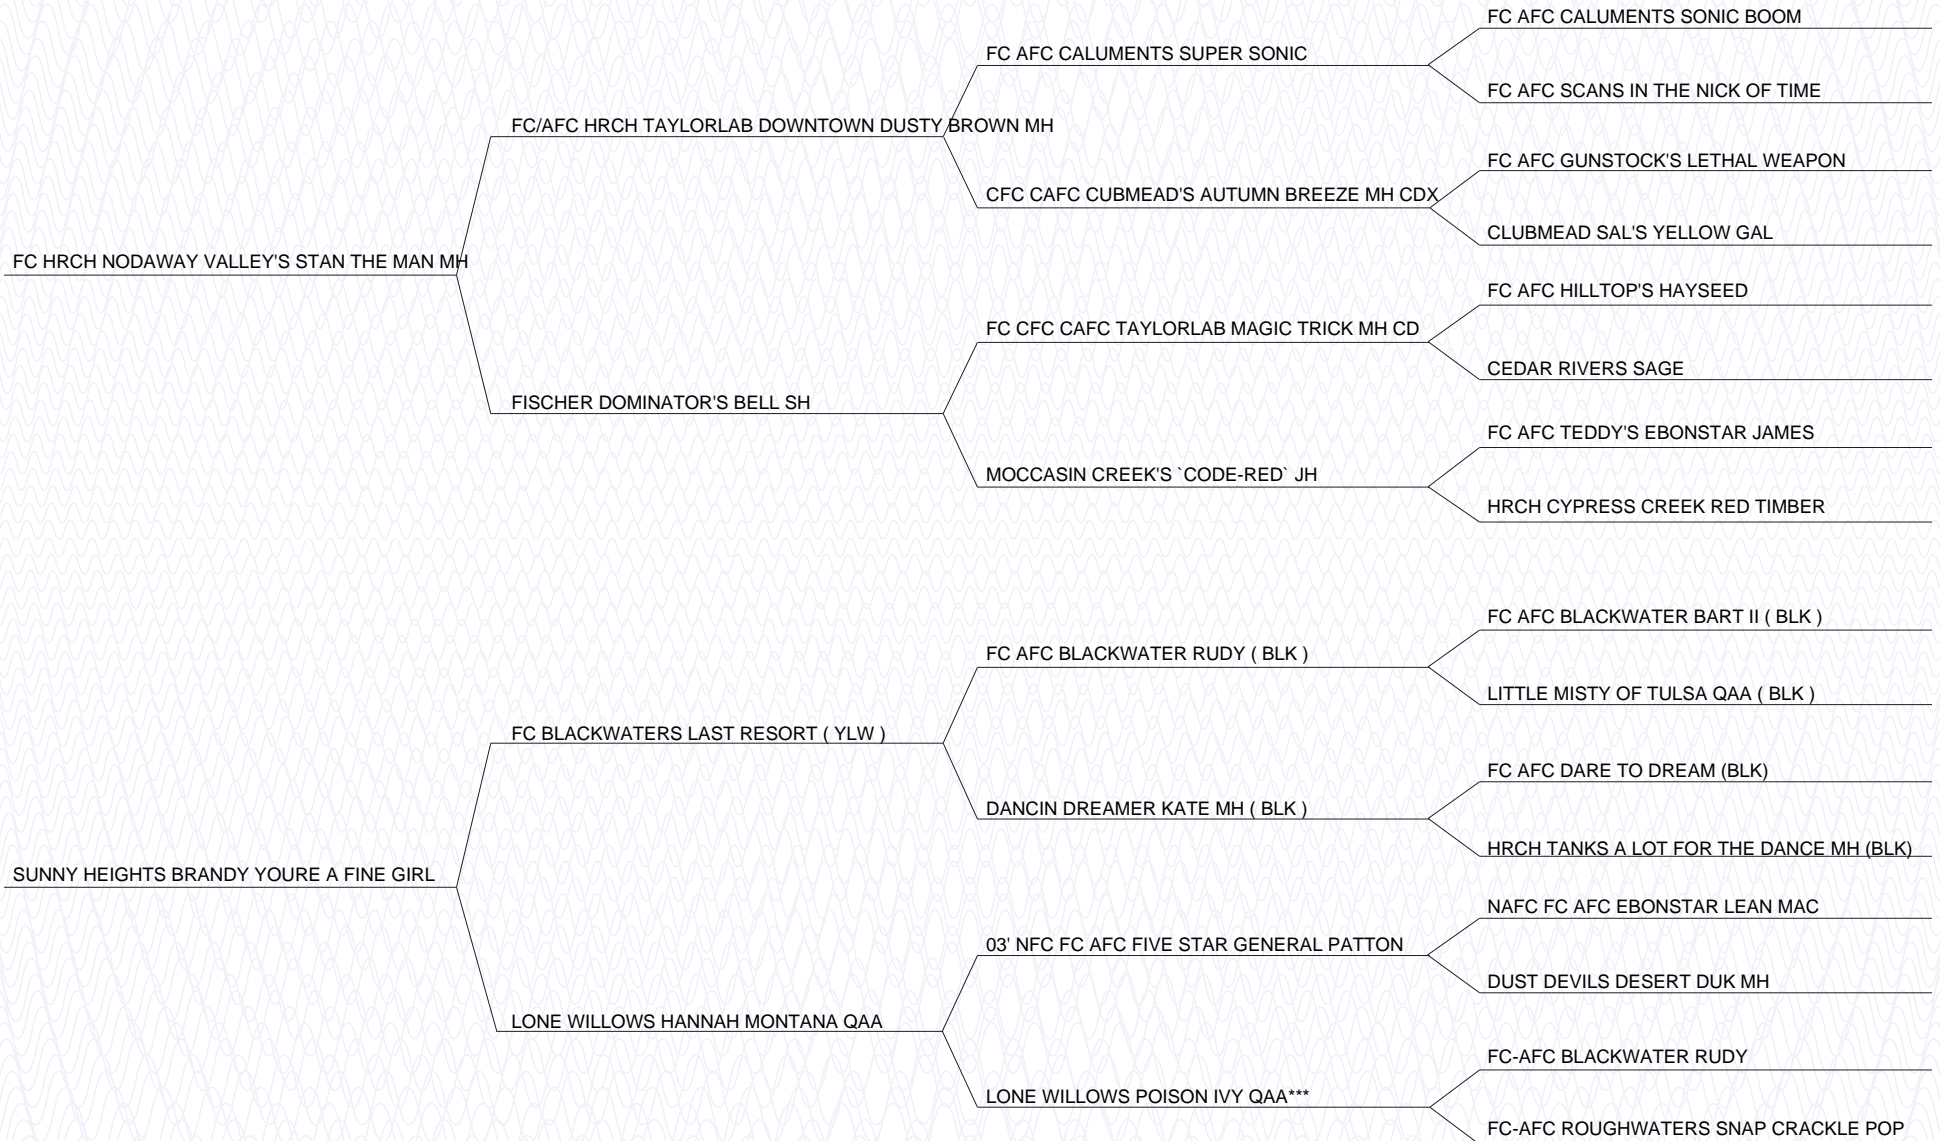 FC AFC CALUMENTS SONIC BOOM
FC AFC CALUMENTS SUPER SONIC
FC AFC SCANS IN THE NICK OF TIME
FC/AFC HRCH TAYLORLAB DOWNTOWN DUSTY BROWN MH
FC AFC GUNSTOCK'S LETHAL WEAPON
CFC CAFC CUBMEAD'S AUTUMN BREEZE MH CDX
CLUBMEAD SAL'S YELLOW GAL
FC HRCH NODAWAY VALLEY'S STAN THE MAN MH
FC AFC HILLTOP'S HAYSEED
FC CFC CAFC TAYLORLAB MAGIC TRICK MH CD
CEDAR RIVERS SAGE
FISCHER DOMINATOR'S BELL SH
FC AFC TEDDY'S EBONSTAR JAMES
MOCCASIN CREEK'S `CODE-RED` JH
HRCH CYPRESS CREEK RED TIMBER
FC AFC BLACKWATER BART II ( BLK )
FC AFC BLACKWATER RUDY ( BLK )
LITTLE MISTY OF TULSA QAA ( BLK )
FC BLACKWATERS LAST RESORT ( YLW )
FC AFC DARE TO DREAM (BLK)
DANCIN DREAMER KATE MH ( BLK )
HRCH TANKS A LOT FOR THE DANCE MH (BLK)
SUNNY HEIGHTS BRANDY YOURE A FINE GIRL
NAFC FC AFC EBONSTAR LEAN MAC
03' NFC FC AFC FIVE STAR GENERAL PATTON
DUST DEVILS DESERT DUK MH
LONE WILLOWS HANNAH MONTANA QAA
FC-AFC BLACKWATER RUDY
LONE WILLOWS POISON IVY QAA***
FC-AFC ROUGHWATERS SNAP CRACKLE POP